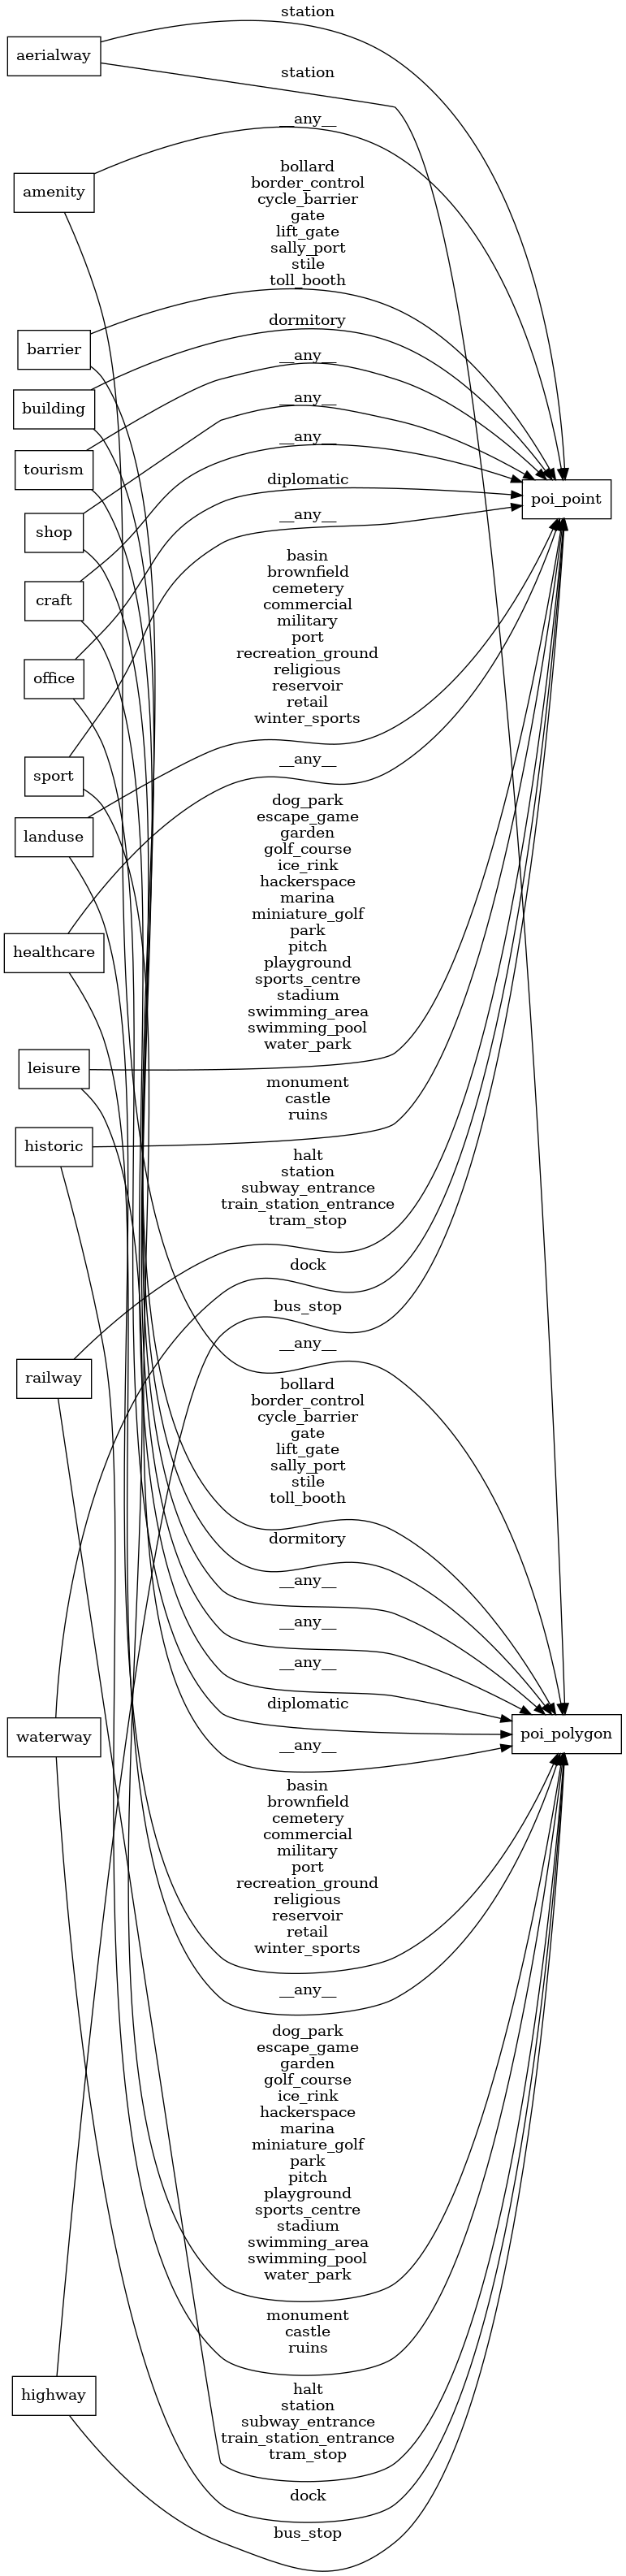 station
aerialway
station
__any__
amenity
bollard
border_control
cycle_barrier
gate
lift_gate
sally_port
stile
toll_booth
barrier
dormitory
building
__any__
tourism
__any__
shop
__any__
craft
diplomatic
office
__any__
sport
poi_point
basin
brownfield
cemetery
commercial
military
port
recreation_ground
religious
reservoir
retail
winter_sports
landuse
__any__
healthcare
dog_park
escape_game
garden
golf_course
ice_rink
hackerspace
marina
miniature_golf
park
pitch
playground
sports_centre
stadium
swimming_area
swimming_pool
water_park
leisure
monument
castle
ruins
historic
halt
station
subway_entrance
train_station_entrance
tram_stop
railway
dock
waterway
bus_stop
highway
__any__
bollard
border_control
cycle_barrier
gate
lift_gate
sally_port
stile
toll_booth
dormitory
__any__
__any__
__any__
diplomatic
__any__
poi_polygon
basin
brownfield
cemetery
commercial
military
port
recreation_ground
religious
reservoir
retail
winter_sports
__any__
dog_park
escape_game
garden
golf_course
ice_rink
hackerspace
marina
miniature_golf
park
pitch
playground
sports_centre
stadium
swimming_area
swimming_pool
water_park
monument
castle
ruins
halt
station
subway_entrance
train_station_entrance
tram_stop
dock
bus_stop